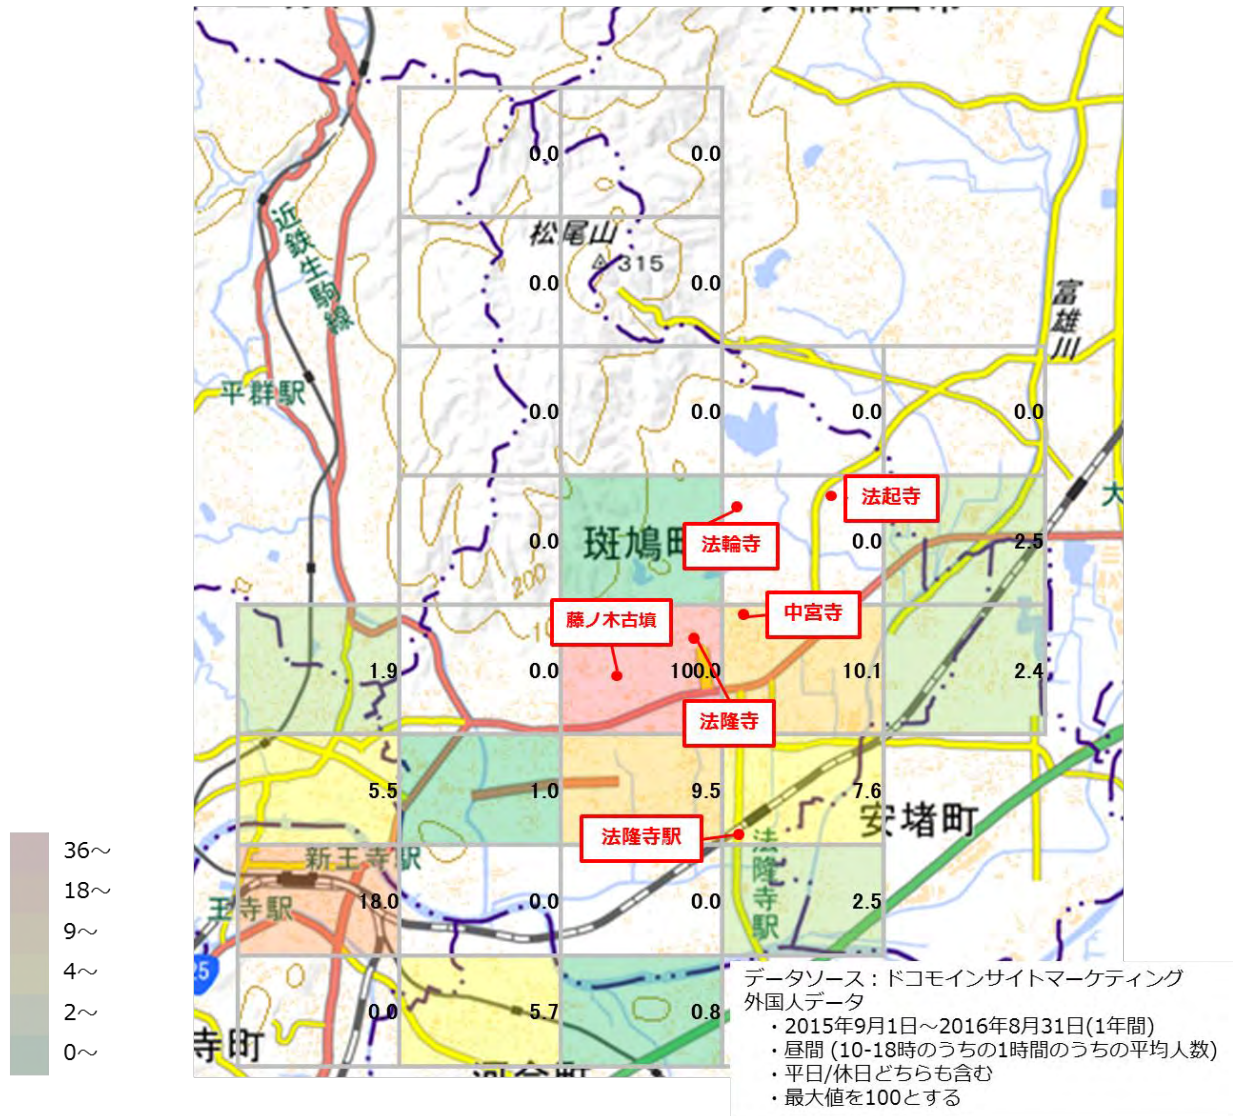 0.0
0.0
松尾山
315
0.0
0.0
近鉄生駒線
富雄川
平群駅
0.0
0.0
0.0
0.0
法起寺
斑鳩町
法輪寺
0.0
0.0
2.5
200
藤ノ木古墳
中宮寺
1.9
0.0
100.0
10.1
2.4
法隆寺
5.5
1.0
9.5
7.6
安堵町
法隆寺駅
法隆寺駅
新王寺駅
王寺駅
18.0
0.0
0.0
2.5
25
0.0
5.7
0.8
寺町
36～
18～
9～
4～
2～
0～
データソース：ドコモインサイトマーケティング
外国人データ
・2015年9月1日～2016年8月31日(1年間)
・昼間 (10-18時のうちの1時間のうちの平均人数)
・平日/休日どちらも含む
・最大値を100とする